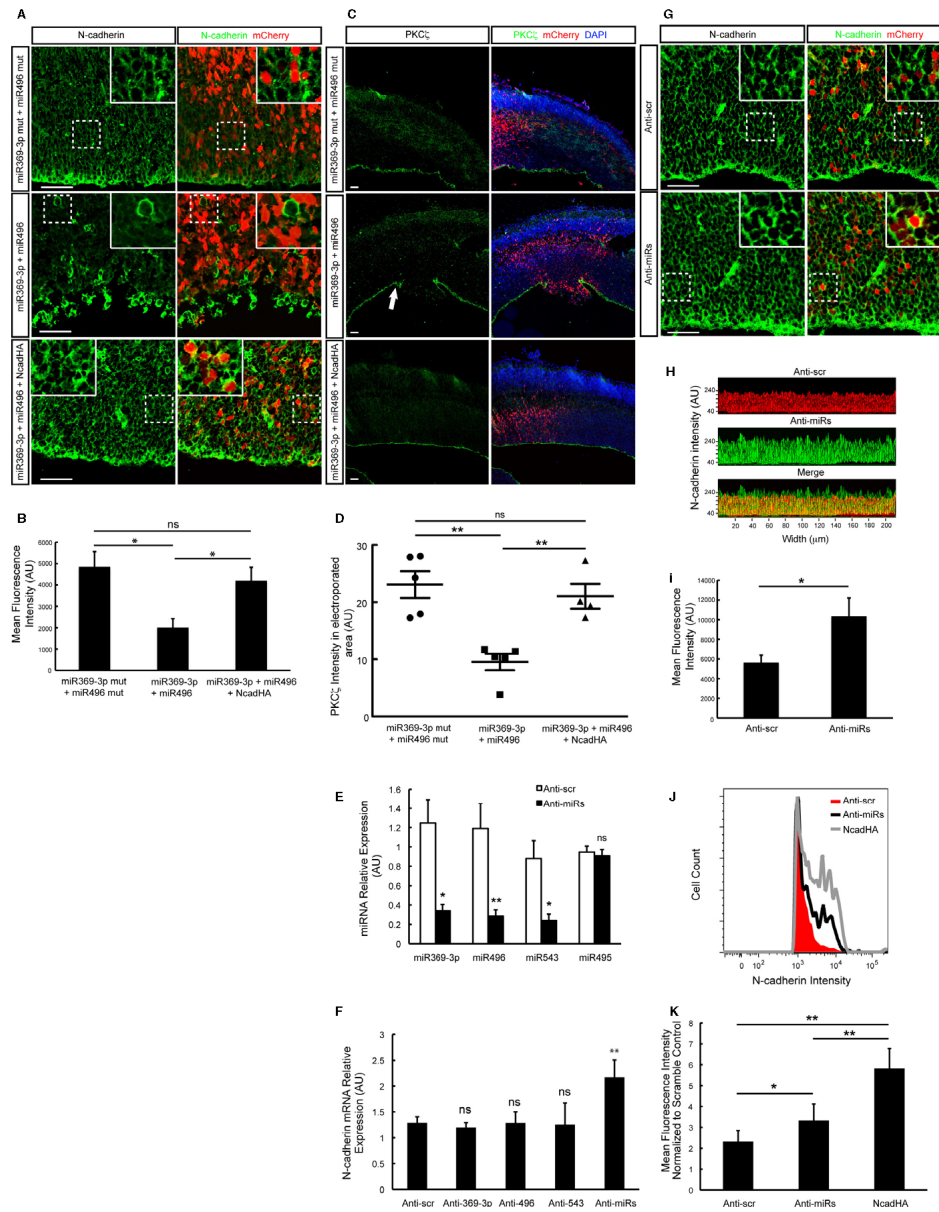 A
N-cadherin
N-cadherin mCherry
miR369-3p mut + miR496 mut
miR369-3p + miR496
miR369-3p + miR496 + NcadHA
B
Mean Fluorescence
Intensity (AU)
6000
5000
4000
3000
2000
1000
0
ns
*
*
miR369-3p mut
+ miR496 mut
miR369-3p
+ miR496
miR369-3p + miR496
+ NcadHA
C
PKCζ
PKCζ mCherry DAPI
miR369-3p mut + miR496 mut
miR369-3p + miR496
miR369-3p + miR496 + NcadHA
D
PKCζ Intensity in electroporated
area (AU)
30
20
10
0
ns
**
**
miR369-3p mut
+ miR496 mut
miR369-3p
+ miR496
miR369-3p + miR496
+ NcadHA
E
miRNA Relative Expression
(AU)
1.6
1.4
1.2
1
0.8
0.6
0.4
0.2
0
Anti-scr
Anti-miRs
*
**
*
ns
miR369-3p
miR496
miR543
miR495
F
N-cadherin mRNA Relative
Expression (AU)
3
2.5
2
1.5
1
0.5
0
ns
ns
ns
**
Anti-scr
Anti-369-3p
Anti-496
Anti-543
Anti-miRs
G
N-cadherin
N-cadherin mCherry
Anti-scr
Anti-miRs
H
N-cadherin intensity
(AU)
Anti-scr
240
40
Anti-miRs
240
40
Merge
240
40
20 60 100 140 180 200
Width (μm)
i
Mean Fluorescence
Intensity (AU)
14000
12000
10000
8000
6000
4000
2000
0
*
Anti-scr
Anti-miRs
J
Cell Count
Anti-scr
Anti-miRs
NcadHA
0 10² 10³ 10⁴ 10⁵
N-cadherin Intensity
K
Mean Fluorescence Intensity
Normalized to Scramble Control
8
7
6
5
4
3
2
1
0
**
**
*
Anti-scr
Anti-miRs
NcadHA